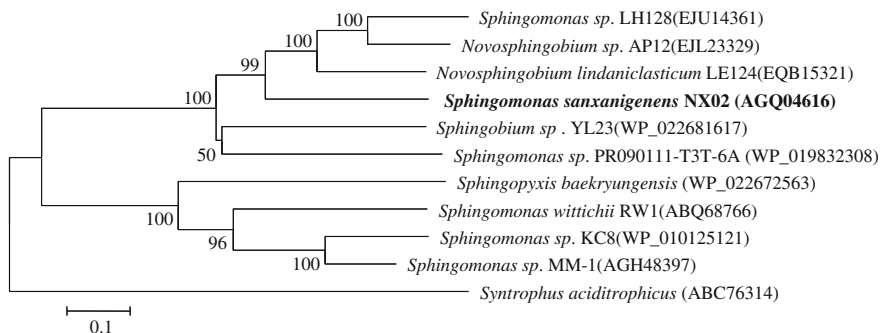 100
Sphingomonas sp. LH128(EJU14361)
100
Novosphingobium sp. AP12(EJL23329)
99
Novosphingobium lindaniclasticum LE124(EQB15321)
100
Sphingomonas sanxanigenens NX02 (AGQ04616)
Sphingobium sp . YL23(WP_022681617)
50
Sphingomonas sp. PR090111-T3T-6A (WP_019832308)
Sphingopyxis baekryungensis (WP_022672563)
100
Sphingomonas wittichii RW1(ABQ68766)
96
Sphingomonas sp. KC8(WP_010125121)
100
Sphingomonas sp. MM-1(AGH48397)
Syntrophus aciditrophicus (ABC76314)
0.1